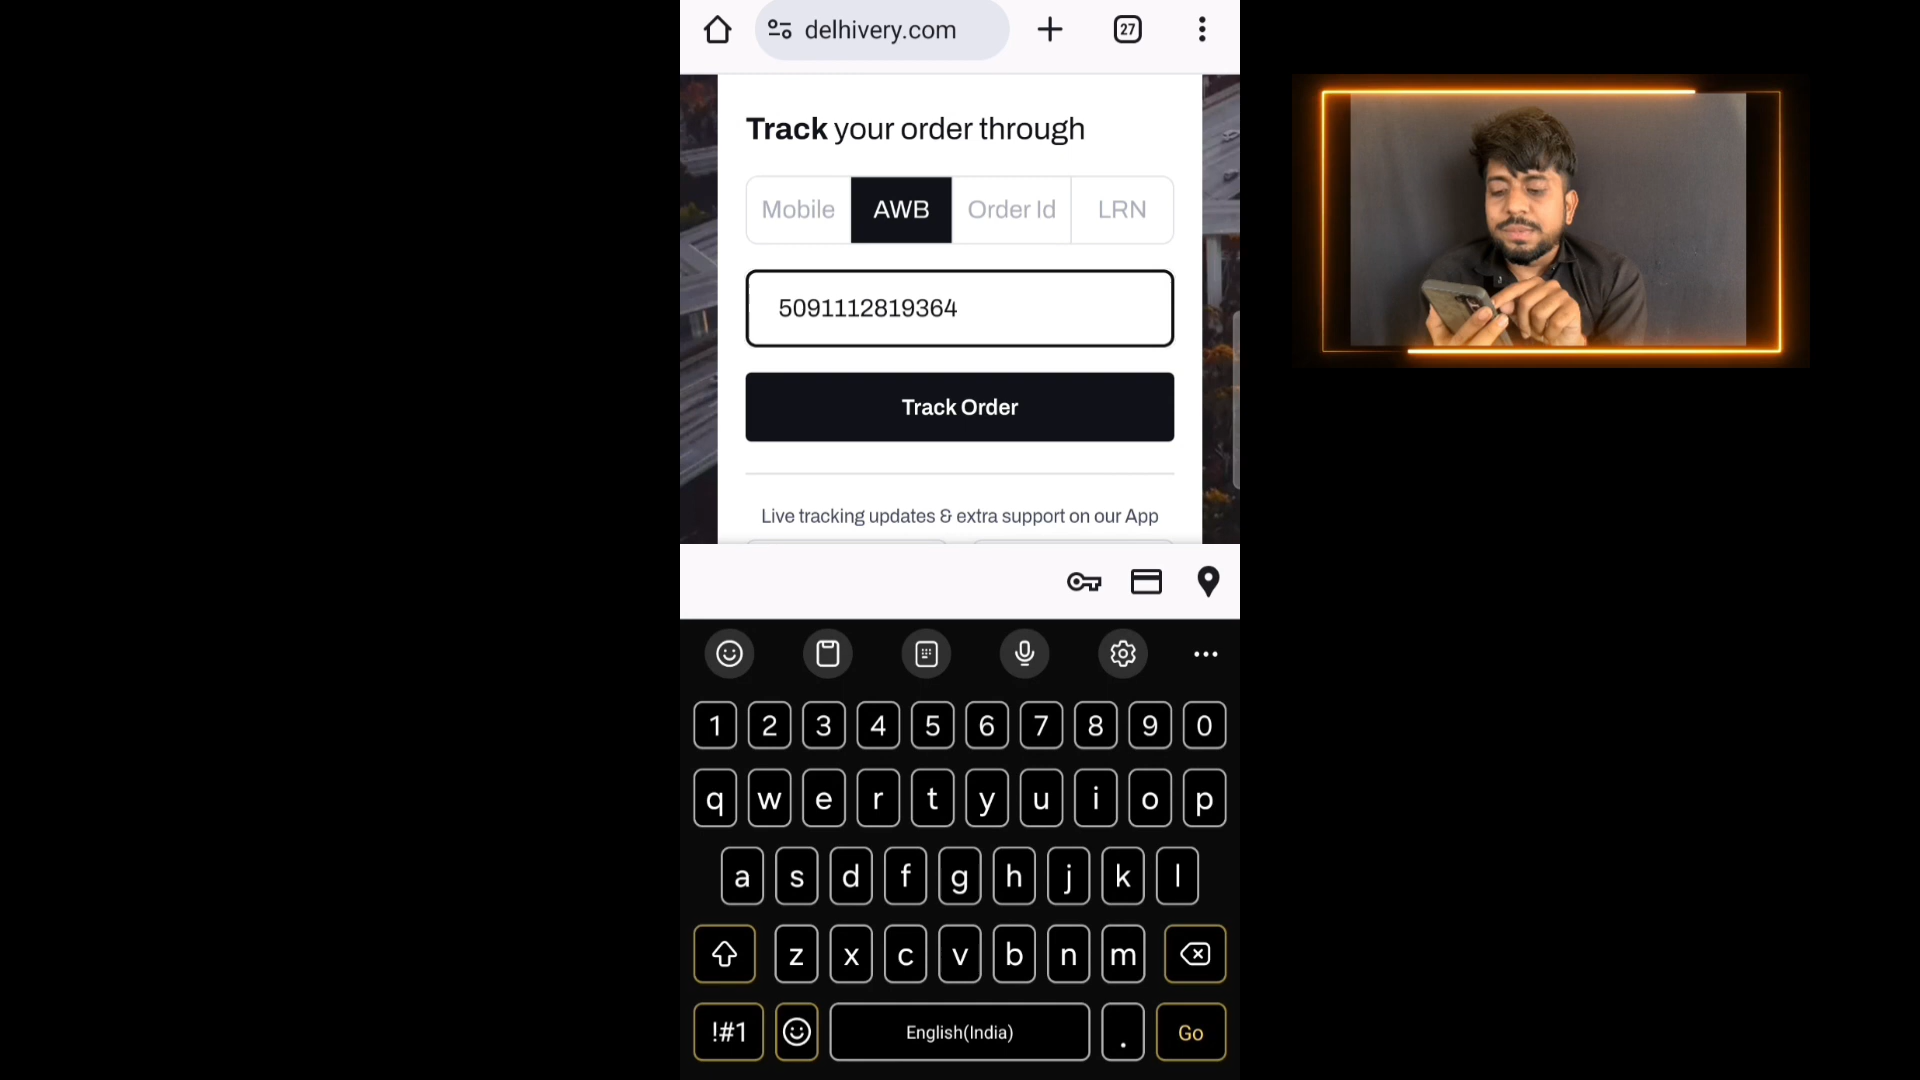 delhivery.com
27
Track your order through
Mobile AWB Order Id LRN
5091112819364
Track Order
Live tracking updates & extra support on our App
1 2 3 4 5 6 7 8 9 0
q w e r t y u i o p
a s d f g h j k l
z x c v b n m
!#1 English(India) . Go